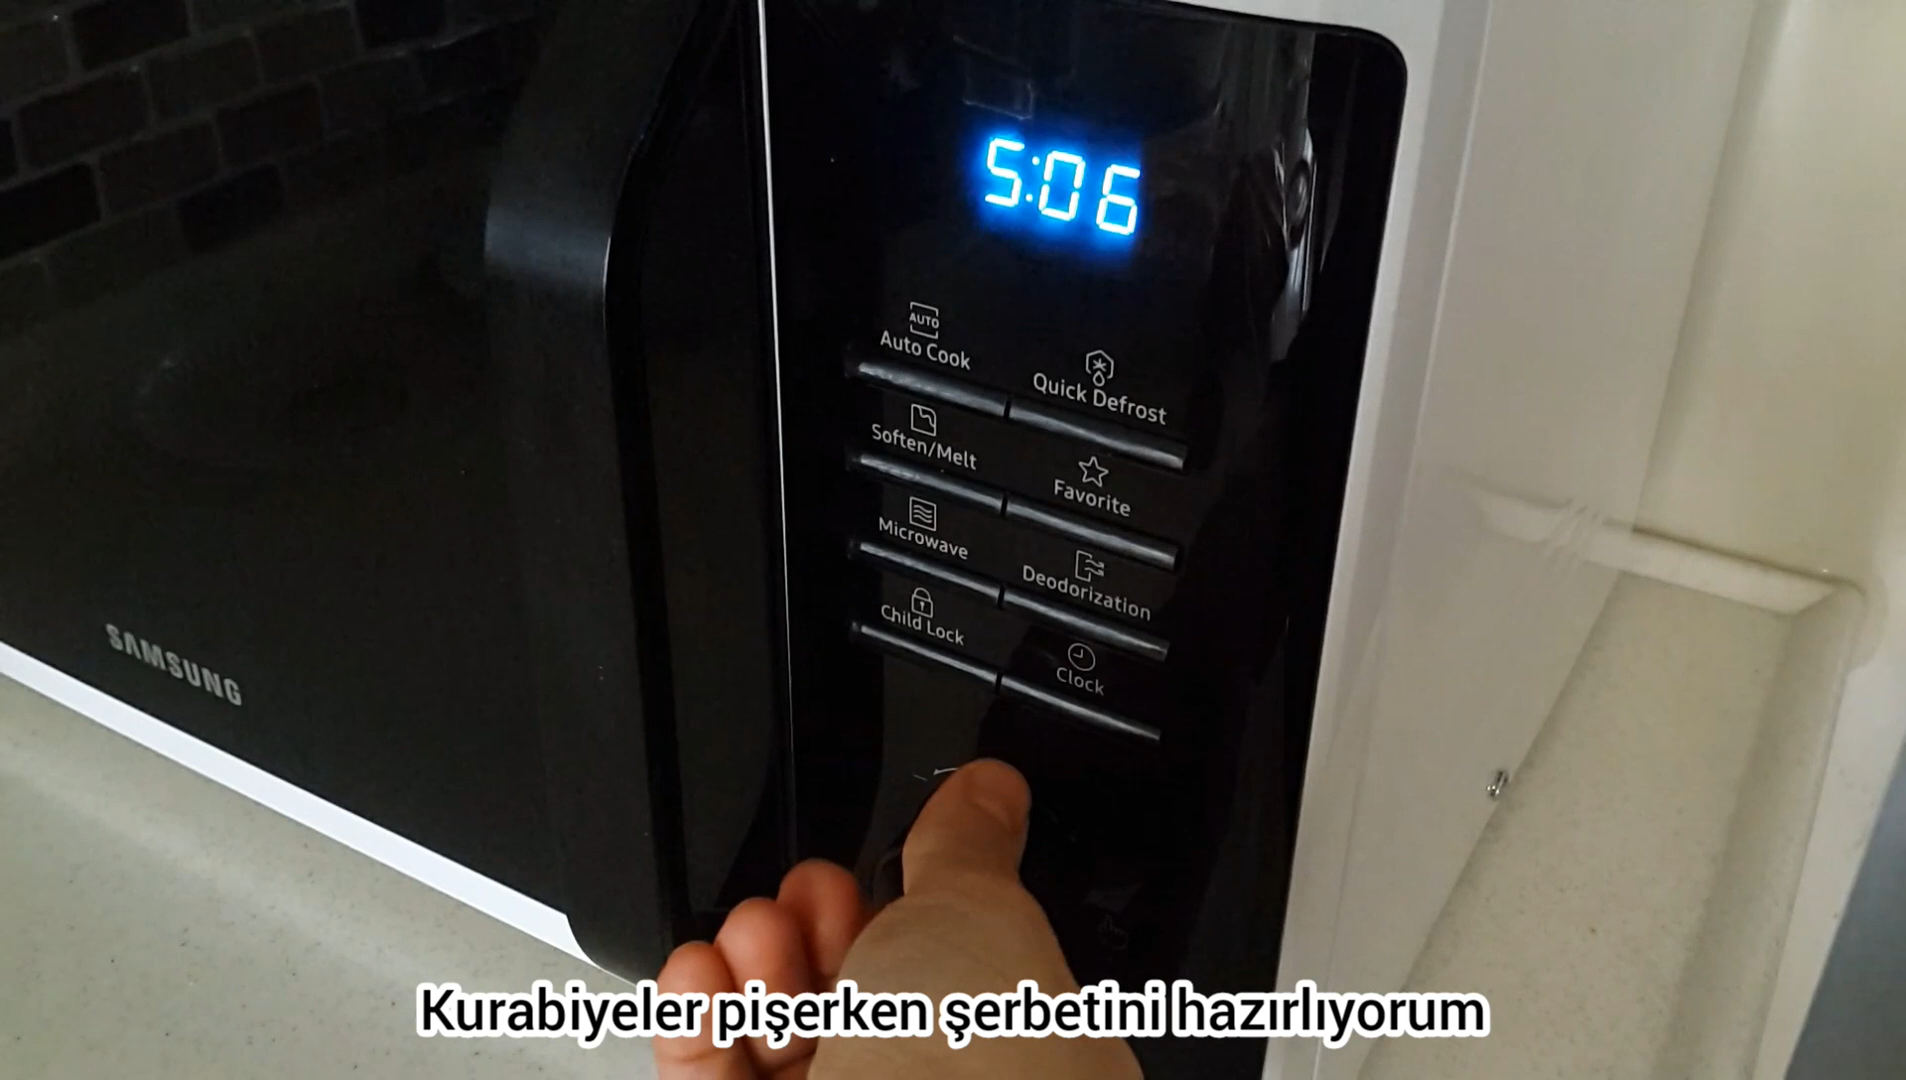 5:06
AUTO
Auto Cook
Quick Defrost
Soften/Melt
Favorite
Microwave
Deodorization
Child Lock
Clock
SAMSUNG
Kurabiyeler pişerken şerbetini hazırlıyorum